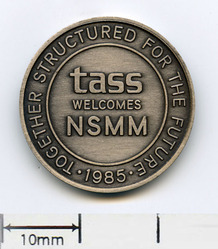 TOGETHER STRUCTURED FOR THE FUTURE
tass
WELCOMES
NSMM
· 1985 ·
10mm